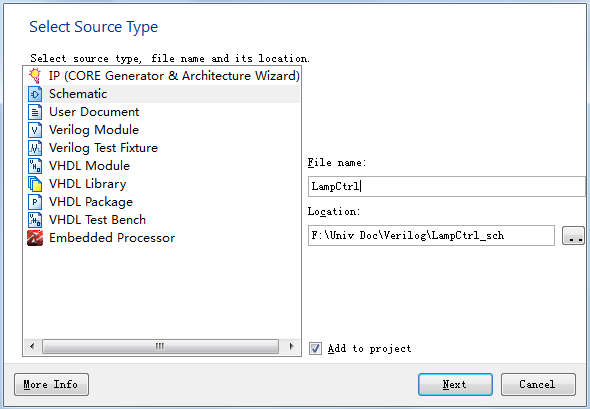 Select Source Type
Select source type, file name and its location.
IP (CORE Generator & Architecture Wizard)
Schematic
User Document
Verilog Module
Verilog Test Fixture
VHDL Module
VHDL Library
VHDL Package
VHDL Test Bench
Embedded Processor
File name:
LampCtrl
Location:
F:\Univ Doc\Verilog\LampCtrl_sch
..
Add to project
More Info
Next
Cancel